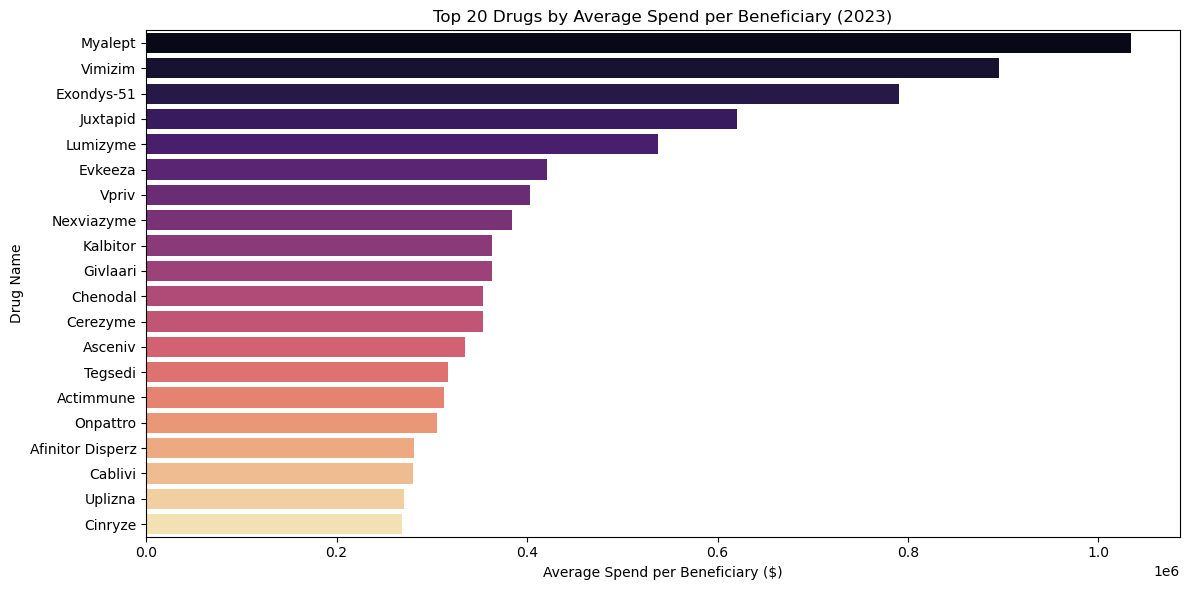 Top 20 Drugs by Average Spend per Beneficiary (2023)
Drug Name
Myalept
Vimizim
Exondys-51
Juxtapid
Lumizyme
Evkeeza
Vpriv
Nexviazyme
Kalbitor
Givlaari
Chenodal
Cerezyme
Asceniv
Tegsedi
Actimmune
Onpattro
Afinitor Disperz
Cablivi
Uplizna
Cinryze
0.0 0.2 0.4 0.6 0.8 1.0
1e6
Average Spend per Beneficiary ($)